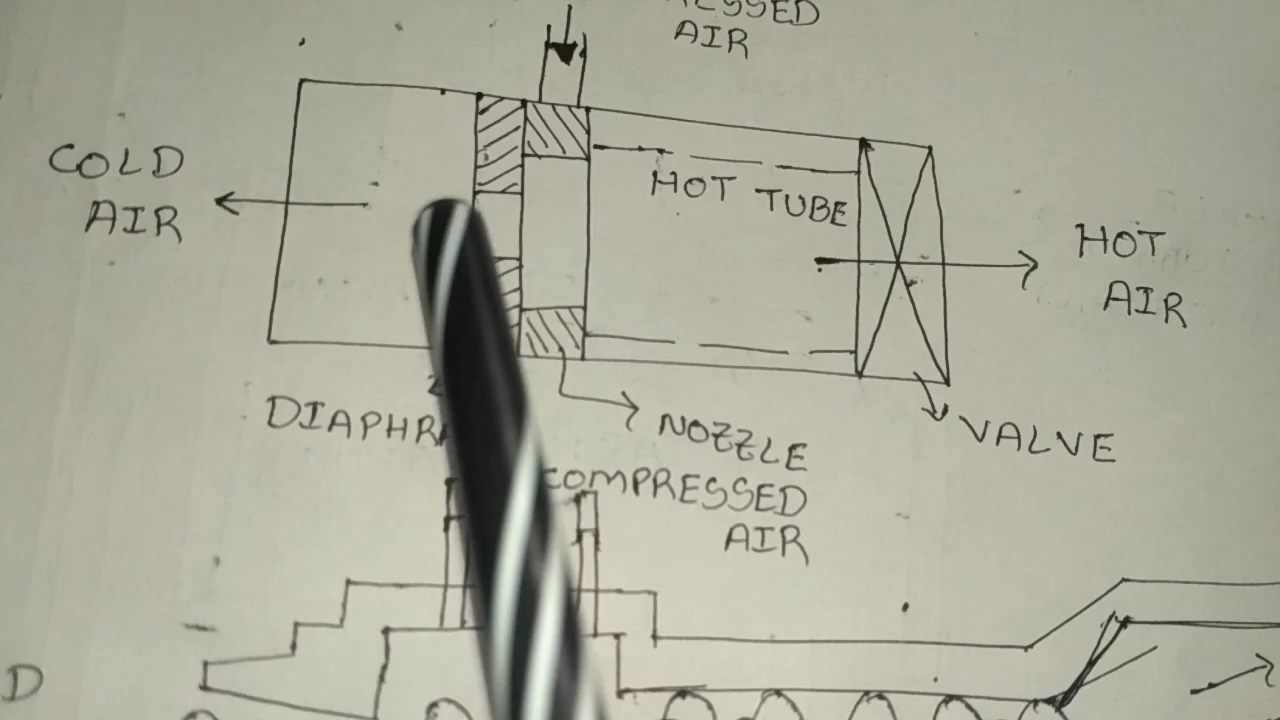 AIR
COLD
AIR
HOT TUBE
HOT
AIR
NOZZLE
VALVE
COMPRESSED
AIR
D